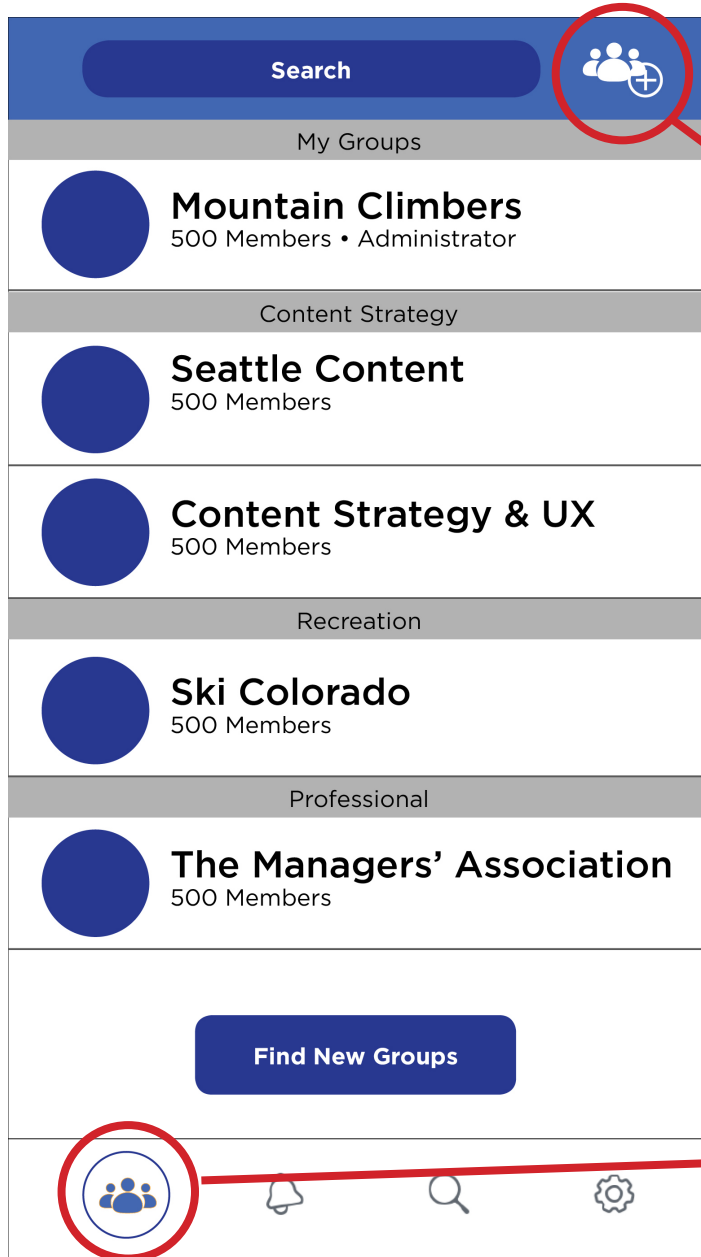 Search
My Groups
Mountain Climbers
500 Members • Administrator
Content Strategy
Seattle Content
500 Members
Content Strategy & UX
500 Members
Recreation
Ski Colorado
500 Members
Professional
The Managers’ Association
500 Members
Find New Groups